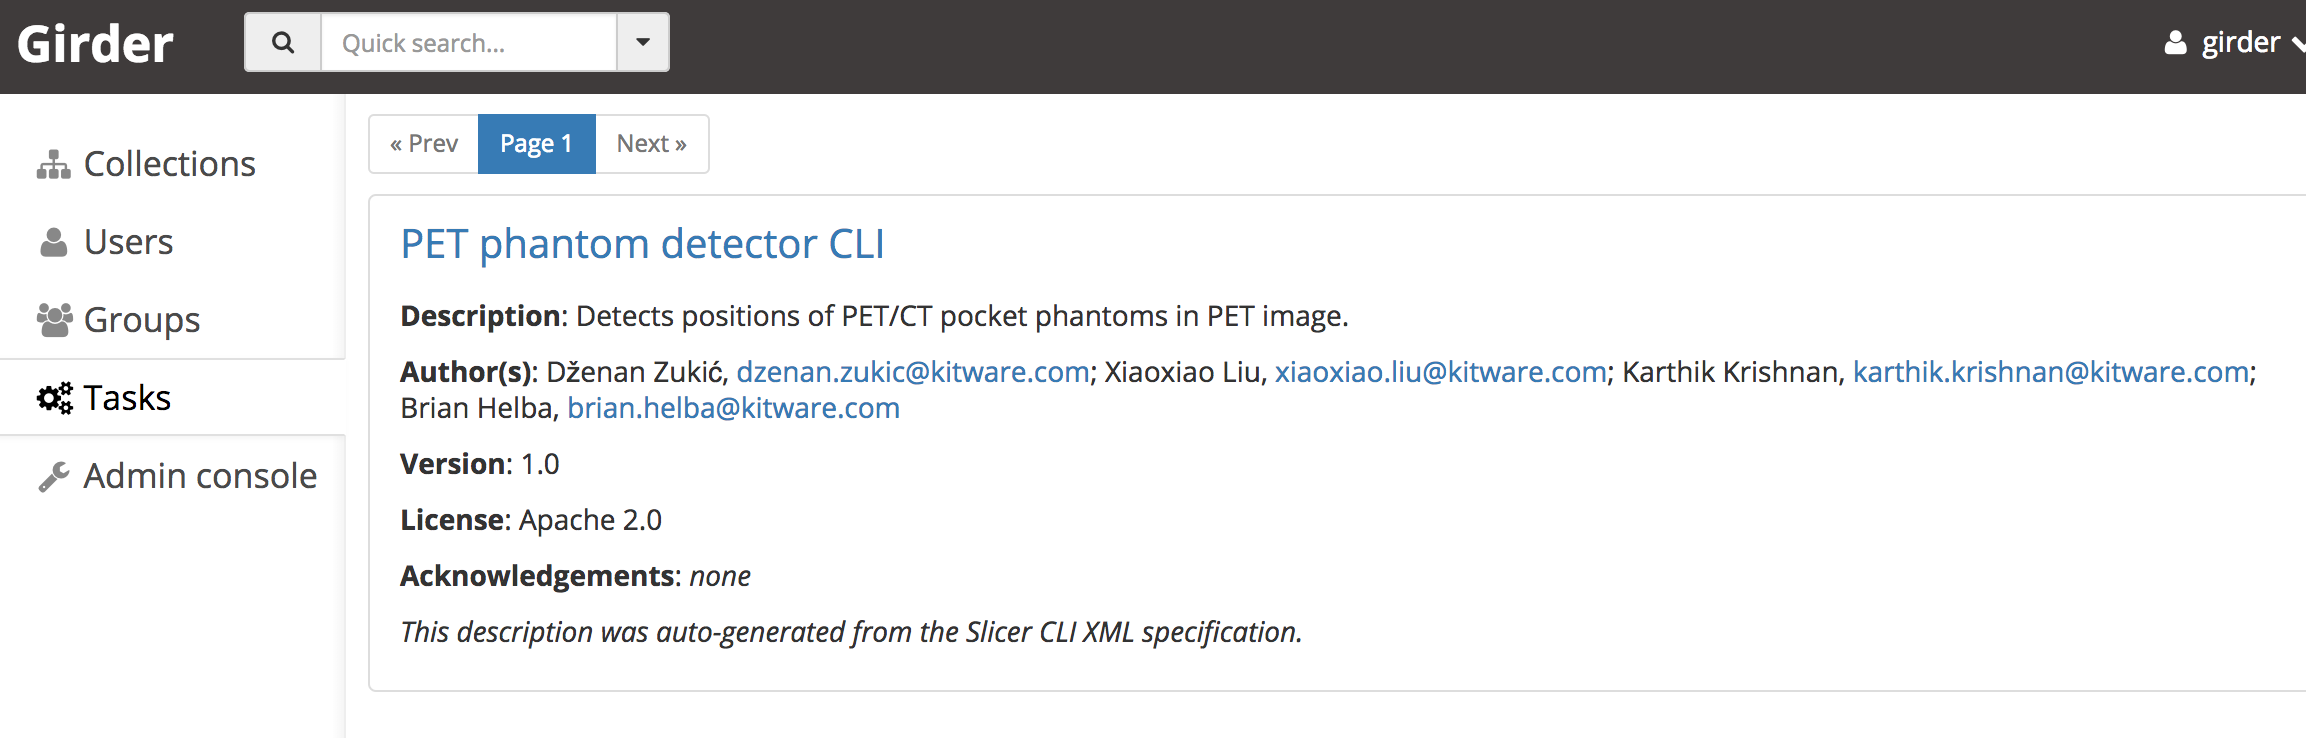 Girder
Quick search...
girder
Collections
Users
Groups
Tasks
Admin console
« Prev
Page 1
Next »
PET phantom detector CLI
Description: Detects positions of PET/CT pocket phantoms in PET image.
Author(s): Dženan Zukić, dzenan.zukic@kitware.com; Xiaoxiao Liu, xiaoxiao.liu@kitware.com; Karthik Krishnan, karthik.krishnan@kitware.com;
Brian Helba, brian.helba@kitware.com
Version: 1.0
License: Apache 2.0
Acknowledgements: none
This description was auto-generated from the Slicer CLI XML specification.